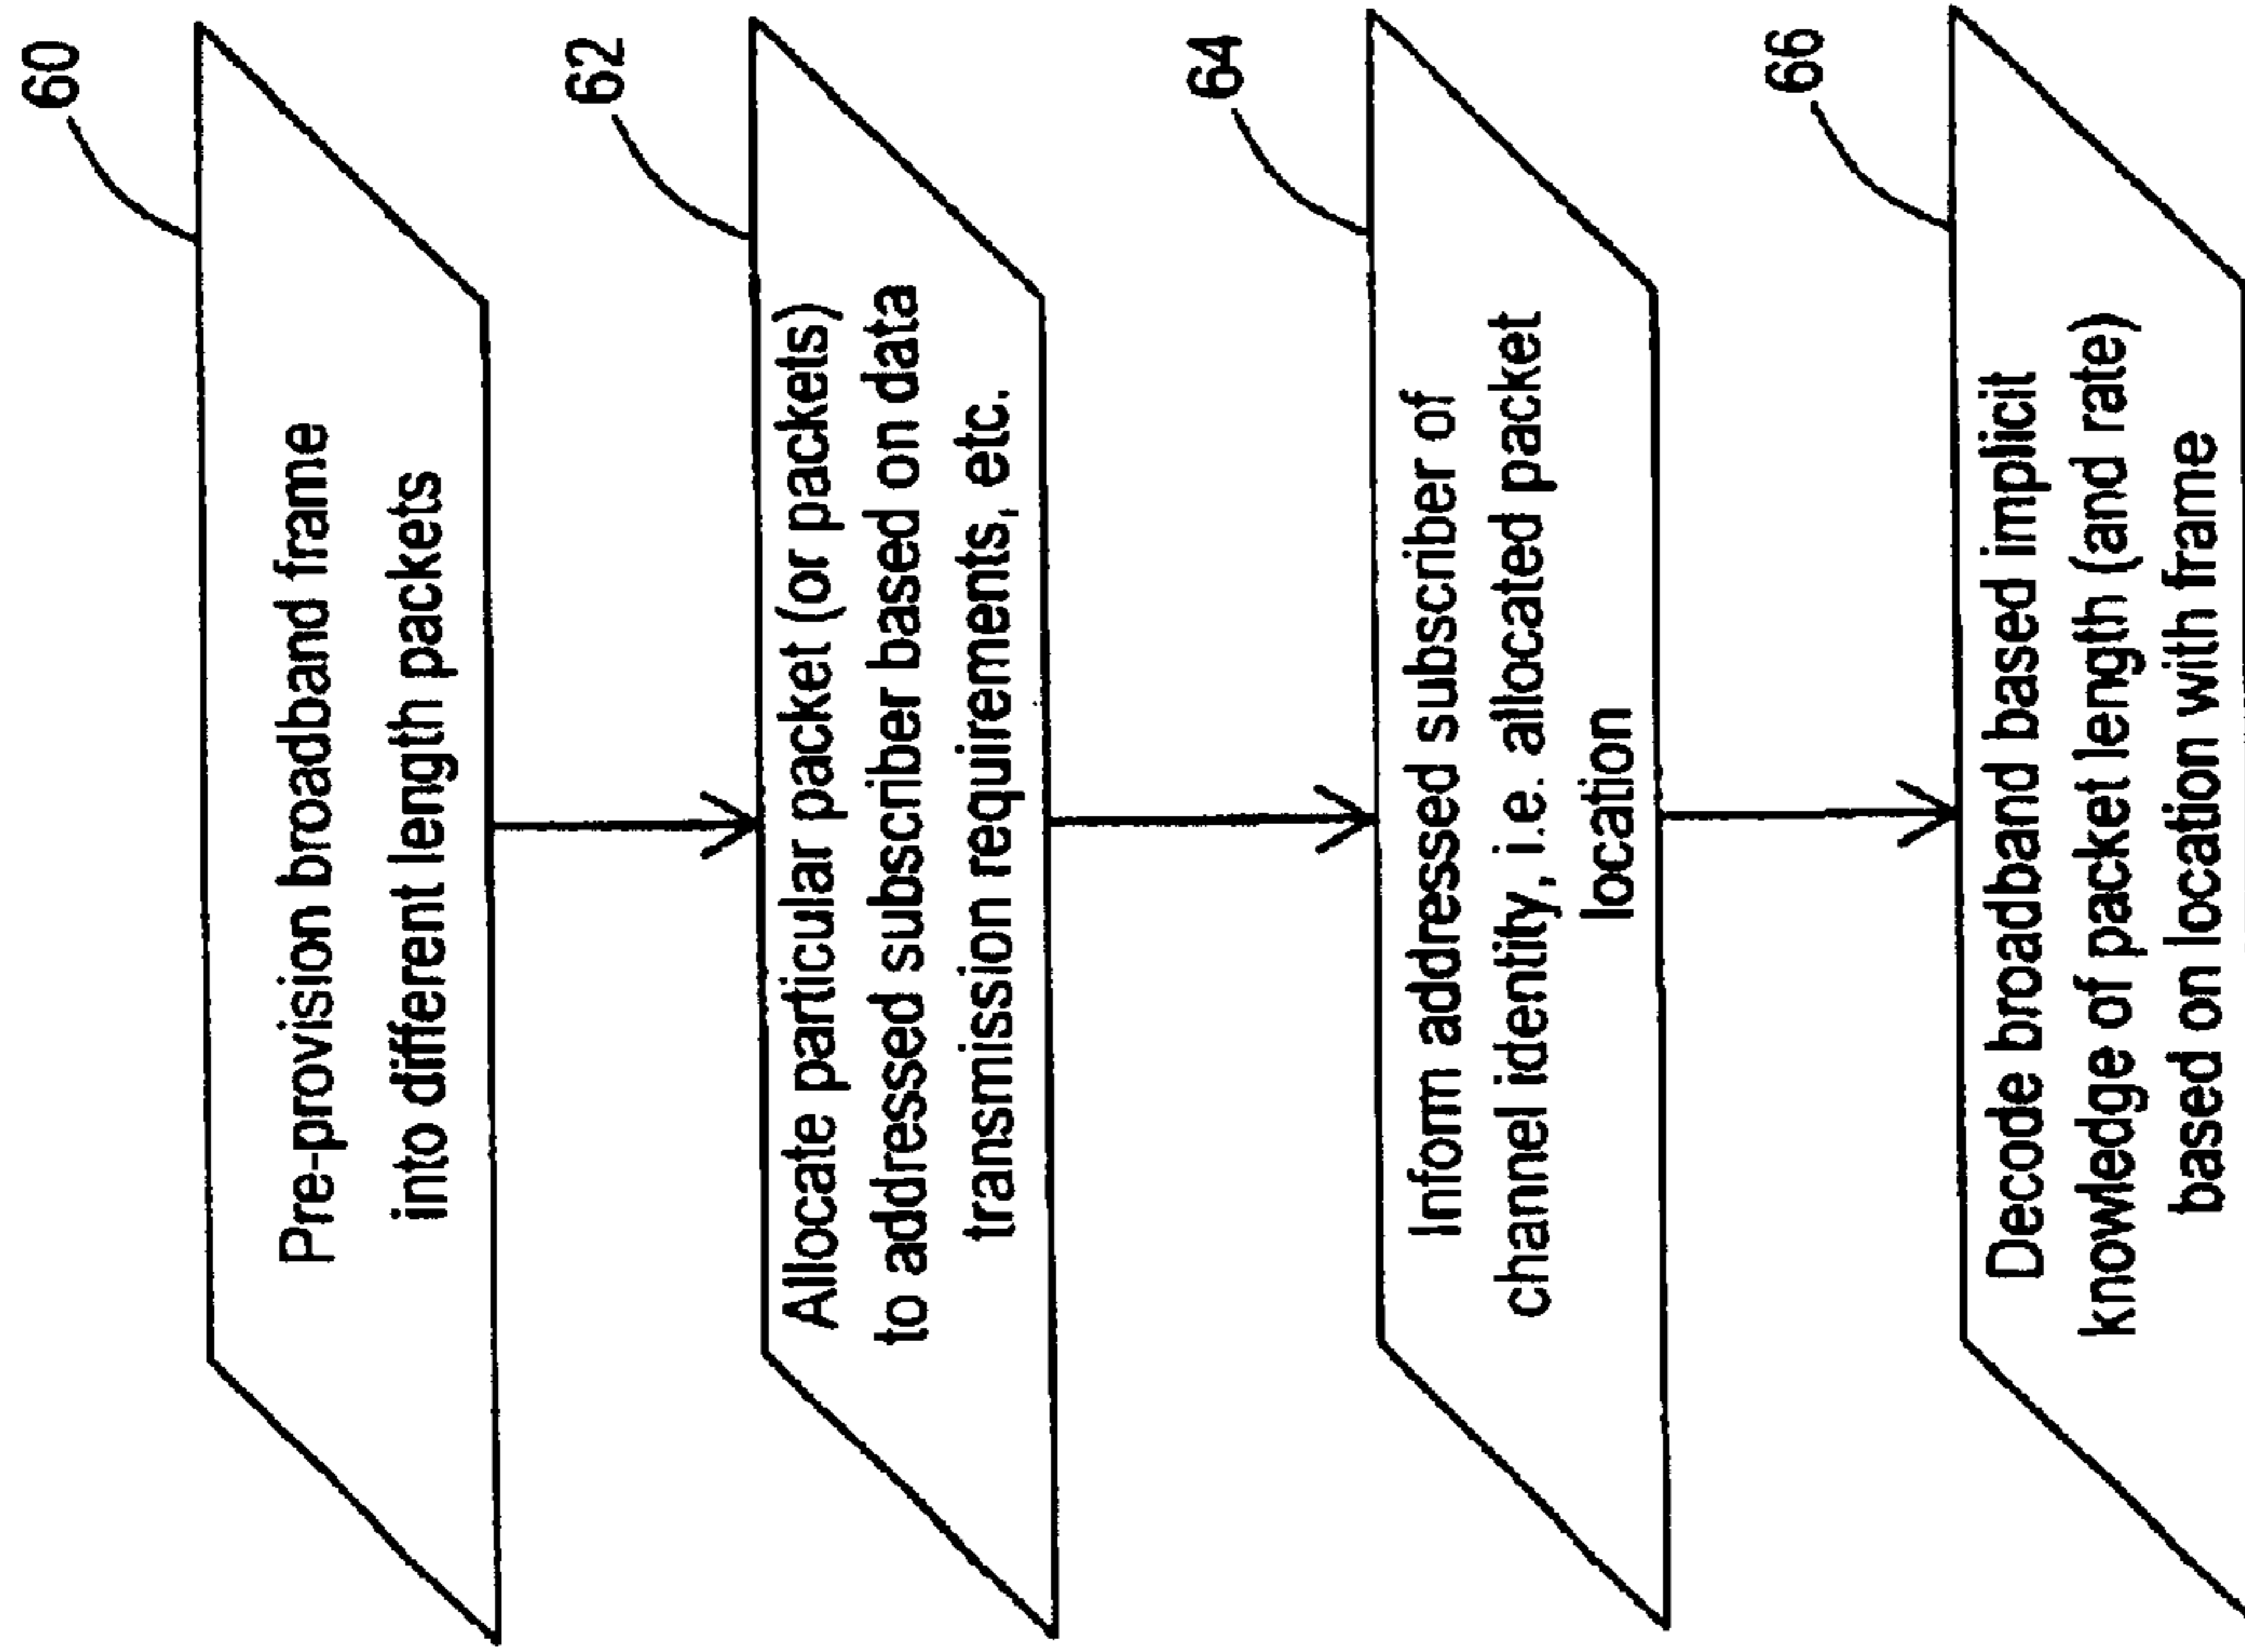 60
Pre-provision broadband frame
into different length packets
62
Allocate particular packet (or packets)
to addressed subscriber based on data
transmission requirements, etc.
64
Inform addressed subscriber of
channel identity, i.e. allocated packet
location
66
Decode broadband based implicit
knowledge of packet length (and rate)
based on location with frame